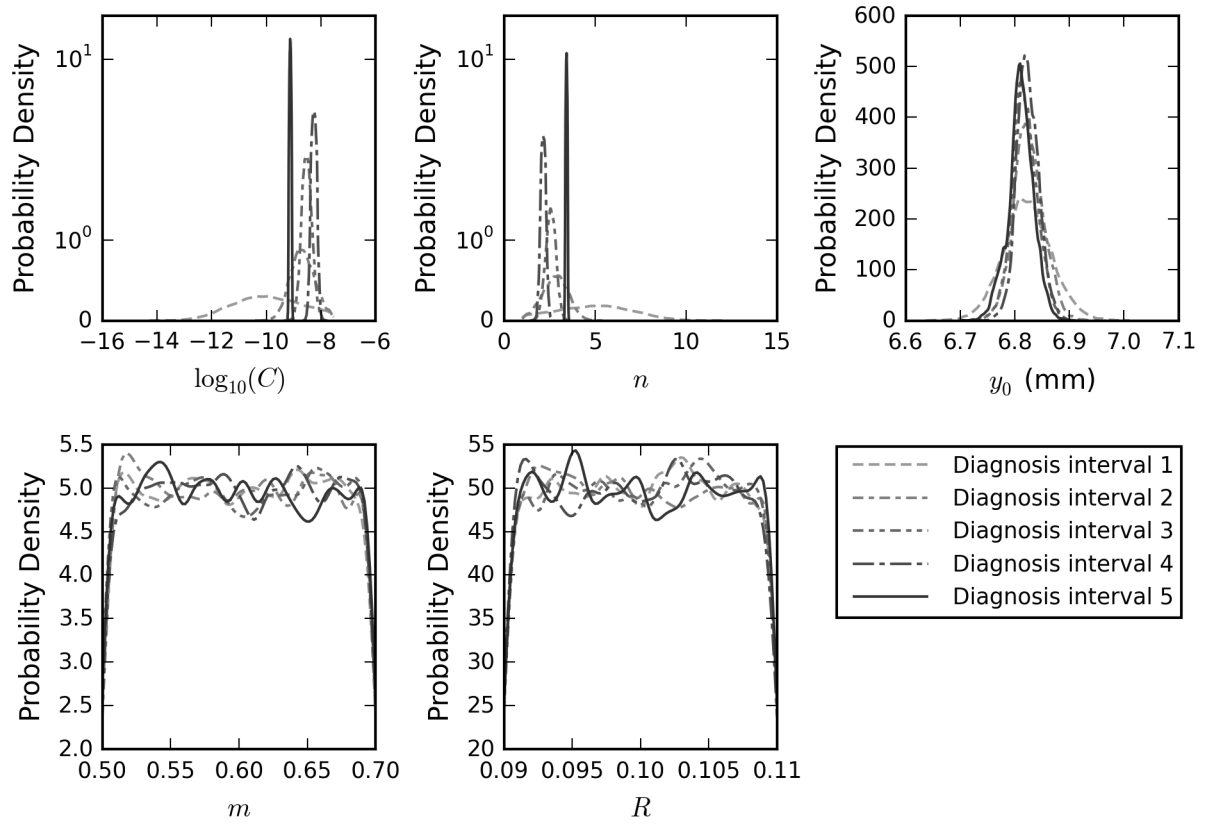 Probability Density
10¹
10⁰
0
−16 −14 −12 −10 −8 −6
log₁₀(C)
Probability Density
10¹
10⁰
0
0 5 10 15
n
Probability Density
600
500
400
300
200
100
0
6.6 6.7 6.8 6.9 7.0 7.1
y₀ (mm)
Probability Density
5.5
5.0
4.5
4.0
3.5
3.0
2.5
2.0
0.50 0.55 0.60 0.65 0.70
m
Probability Density
55
50
45
40
35
30
25
20
0.09 0.095 0.10 0.105 0.11
R
Diagnosis interval 1
Diagnosis interval 2
Diagnosis interval 3
Diagnosis interval 4
Diagnosis interval 5